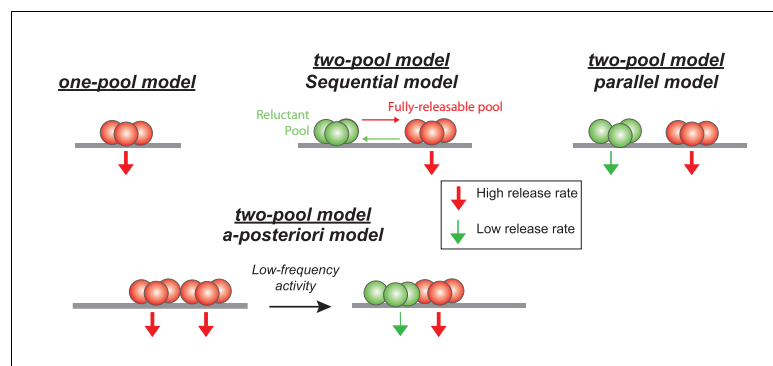 one-pool model
two-pool model
Sequential model
Reluctant
Pool
Fully-releasable pool
two-pool model
parallel model
High release rate
Low release rate
two-pool model
a-posteriori model
Low-frequency
activity